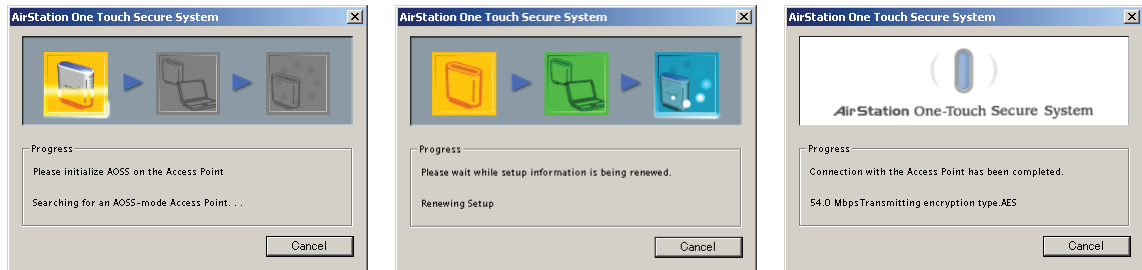 AirStation One Touch Secure System
Progress
Please initialize AOSS on the Access Point
Searching for an AOSS-mode Access Point. . .
Cancel
AirStation One Touch Secure System
Progress
Please wait while setup information is being renewed.
Renewing Setup
Cancel
AirStation One Touch Secure System
AirStation One-Touch Secure System
Progress
Connection with the Access Point has been completed.
54.0 MbpsTransmitting encryption type.AES
Cancel